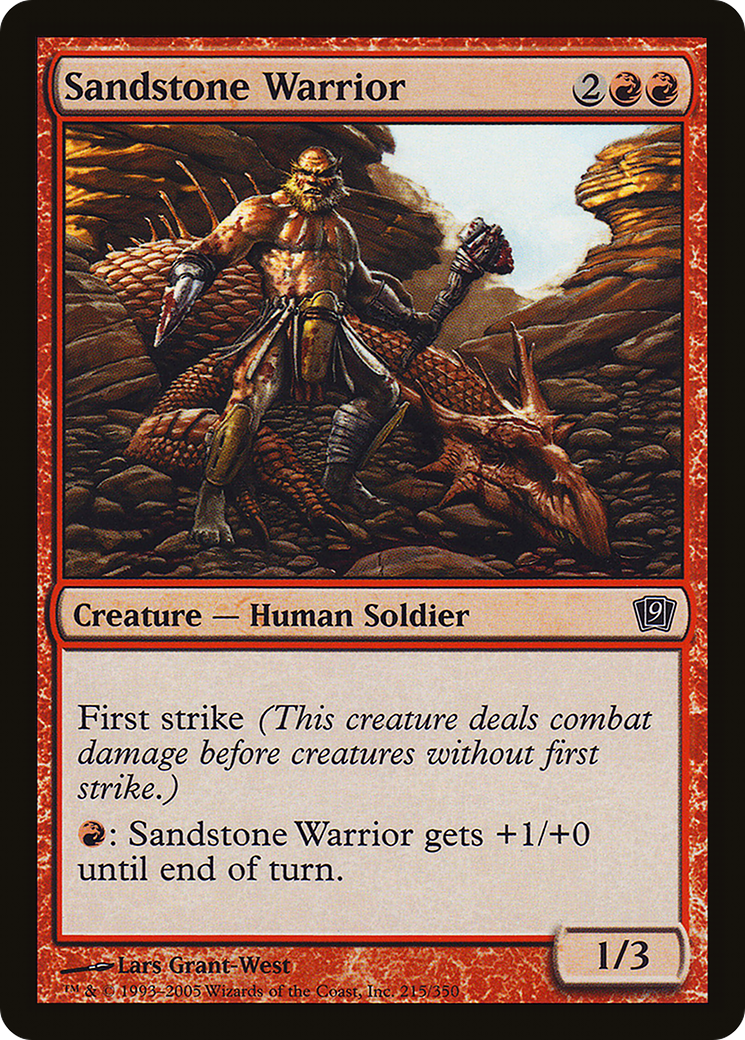 Sandstone Warrior 2
Creature — Human Soldier 9
First strike (This creature deals combat
damage before creatures without first
strike.)
: Sandstone Warrior gets +1/+0
until end of turn.
1/3
Lars Grant-West
™ & © 1993–2005 Wizards of the Coast, Inc. 215/350